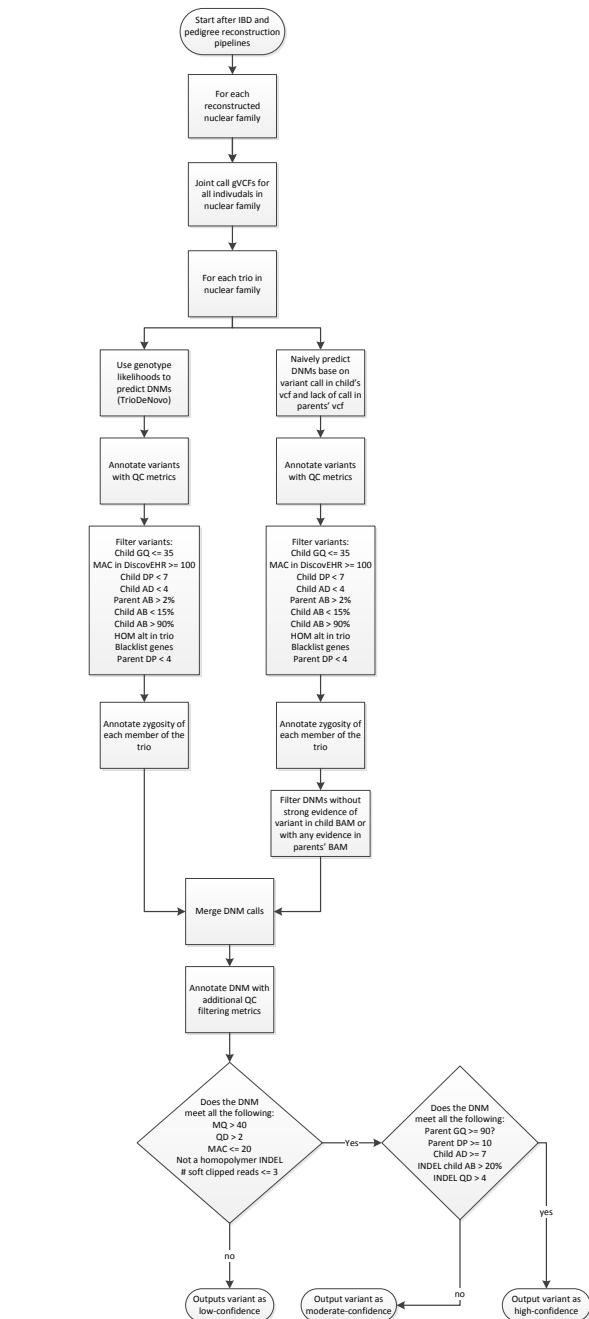 Start after IBD and
pedigree reconstruction
pipelines
For each
reconstructed
nuclear family
Joint call gVCFs for
all indivudals in
nuclear family
For each trio in
nuclear family
Use genotype
likelihoods to
predict DNMs
(TrioDeNovo)
Naively predict
DNMs base on
variant call in child's
vcf and lack of call in
parents' vcf
Annotate variants
with QC metrics
Annotate variants
with QC metrics
Filter variants:
Child GQ <= 35
MAC in DiscovEHR >= 100
Child DP < 7
Child AD < 4
Parent AB > 2%
Child AB < 15%
Child AB > 90%
HOM alt in trio
Blacklist genes
Parent DP < 4
Filter variants:
Child GQ <= 35
MAC in DiscovEHR >= 100
Child DP < 7
Child AD < 4
Parent AB > 2%
Child AB < 15%
Child AB > 90%
HOM alt in trio
Blacklist genes
Parent DP < 4
Annotate zygosity of
each member of the
trio
Annotate zygosity of
each member of the
trio
Filter DNMs without
strong evidence of
variant in child BAM or
with any evidence in
parents' BAM
Merge DNM calls
Annotate DNM with
additional QC
filtering metrics
Does the DNM
meet all the following:
MQ > 40
QD > 2
MAC <= 20
Not a homopolymer INDEL
# soft clipped reads <= 3
Yes
Does the DNM
meet all the following:
Parent GQ >= 90?
Parent DP >= 10
Child AD >= 7
INDEL child AB > 20%
INDEL QD > 4
yes
no
no
Outputs variant as
low-confidence
Output variant as
moderate-confidence
Output variant as
high-confidence